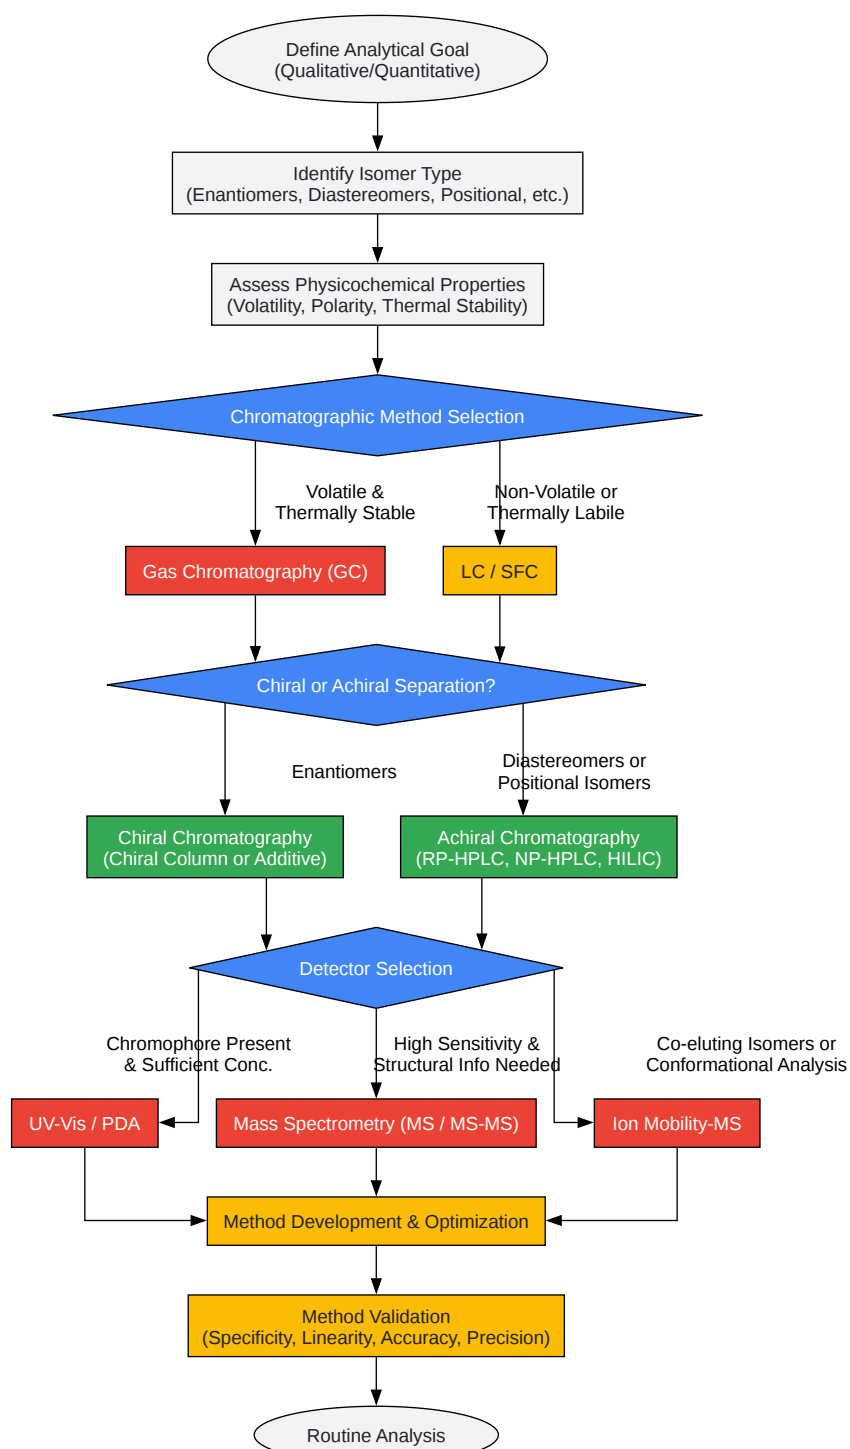 Define Analytical Goal
(Qualitative/Quantitative)
Identify Isomer Type
(Enantiomers, Diastereomers, Positional, etc.)
Assess Physicochemical Properties
(Volatility, Polarity, Thermal Stability)
Chromatographic Method Selection
Volatile &
Thermally Stable
Non-Volatile or
Thermally Labile
Gas Chromatography (GC)
LC / SFC
Chiral or Achiral Separation?
Enantiomers
Diastereomers or
Positional Isomers
Chiral Chromatography
(Chiral Column or Additive)
Achiral Chromatography
(RP-HPLC, NP-HPLC, HILIC)
Detector Selection
Chromophore Present
& Sufficient Conc.
High Sensitivity &
Structural Info Needed
Co-eluting Isomers or
Conformational Analysis
UV-Vis / PDA
Mass Spectrometry (MS / MS-MS)
Ion Mobility-MS
Method Development & Optimization
Method Validation
(Specificity, Linearity, Accuracy, Precision)
Routine Analysis